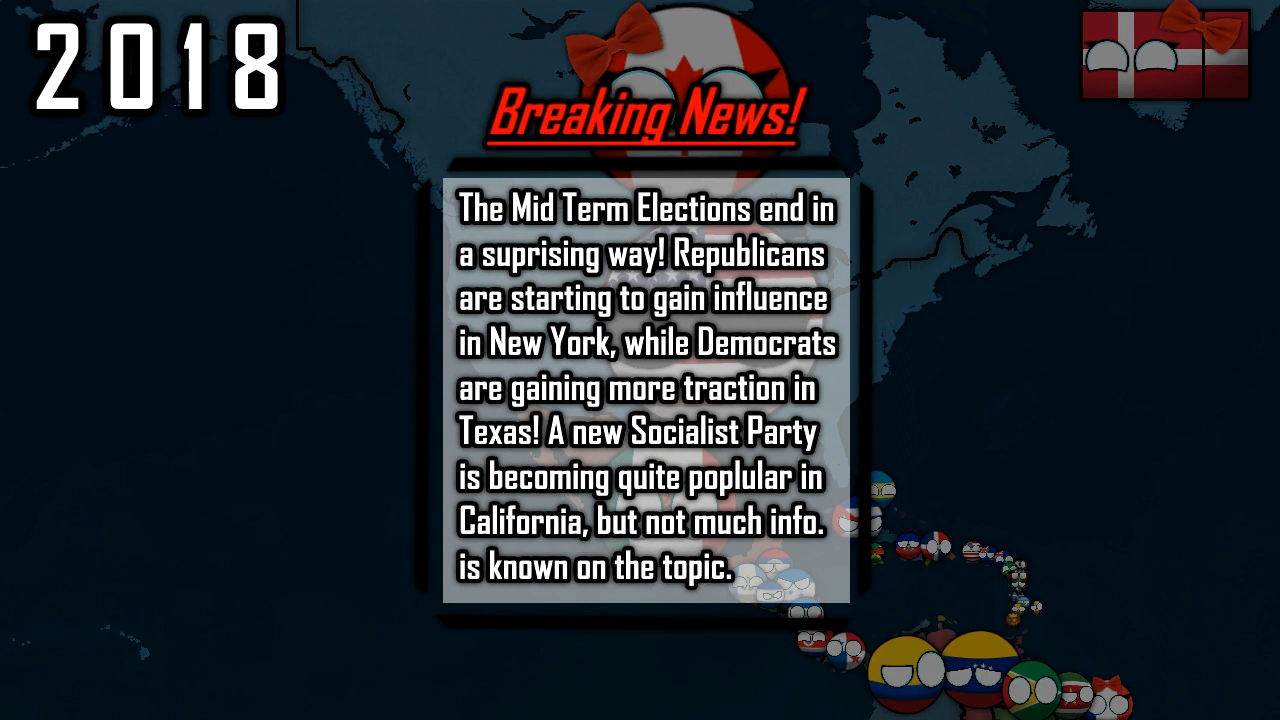 2018
Breaking News!
The Mid Term Elections end in
a suprising way! Republicans
are starting to gain influence
in New York, while Democrats
are gaining more traction in
Texas! A new Socialist Party
is becoming quite poplular in
California, but not much info.
is known on the topic.